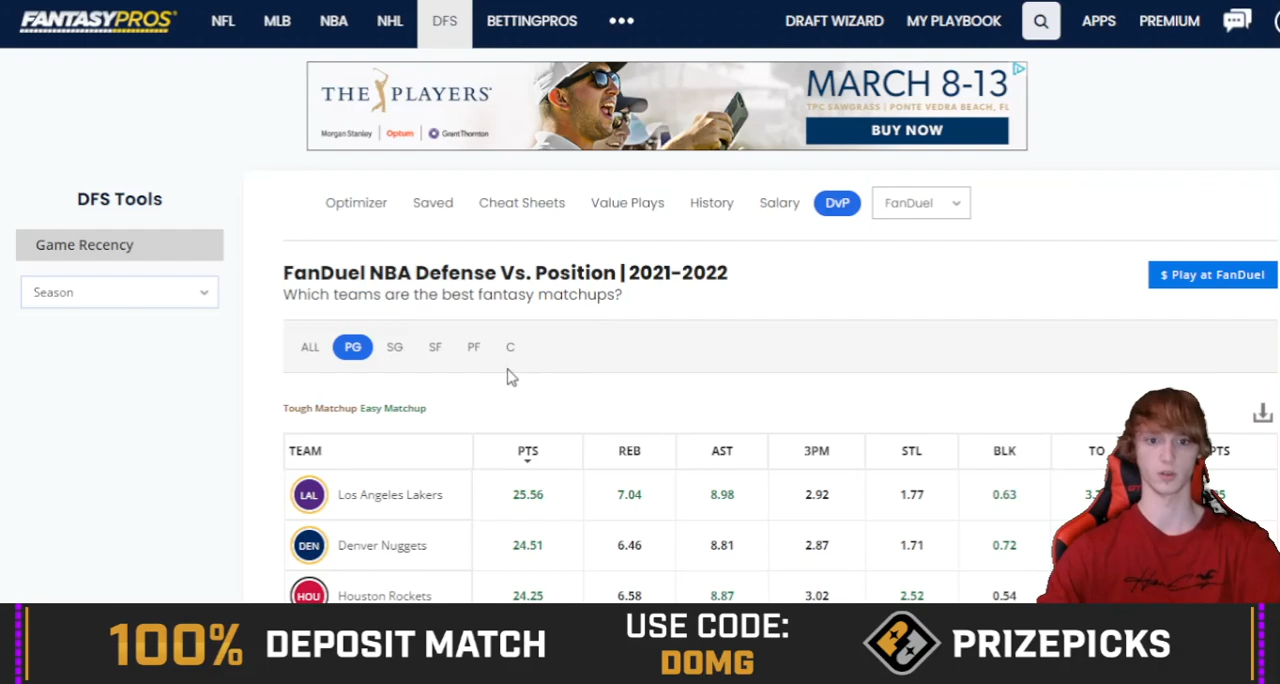 FANTASYPROS NFL MLB NBA NHL DFS BETTINGPROS ••• DRAFT WIZARD MY PLAYBOOK APPS PREMIUM
THE PLAYERS
Morgan Stanley | Optum | Grant Thornton
MARCH 8-13
TPC SAWGRASS | PONTE VEDRA BEACH, FL
BUY NOW
DFS Tools
Game Recency
Season
Optimizer Saved Cheat Sheets Value Plays History Salary DvP FanDuel
FanDuel NBA Defense Vs. Position | 2021-2022
Which teams are the best fantasy matchups?
$ Play at FanDuel
ALL PG SG SF PF C
Tough Matchup Easy Matchup
TEAM PTS REB AST 3PM STL BLK TO PTS
LAL Los Angeles Lakers 25.56 7.04 8.98 2.92 1.77 0.63
DEN Denver Nuggets 24.51 6.46 8.81 2.87 1.71 0.72
HOU Houston Rockets 24.25 6.58 8.87 3.02 2.52 0.54
100% DEPOSIT MATCH
USE CODE:
DOMG
PRIZEPICKS